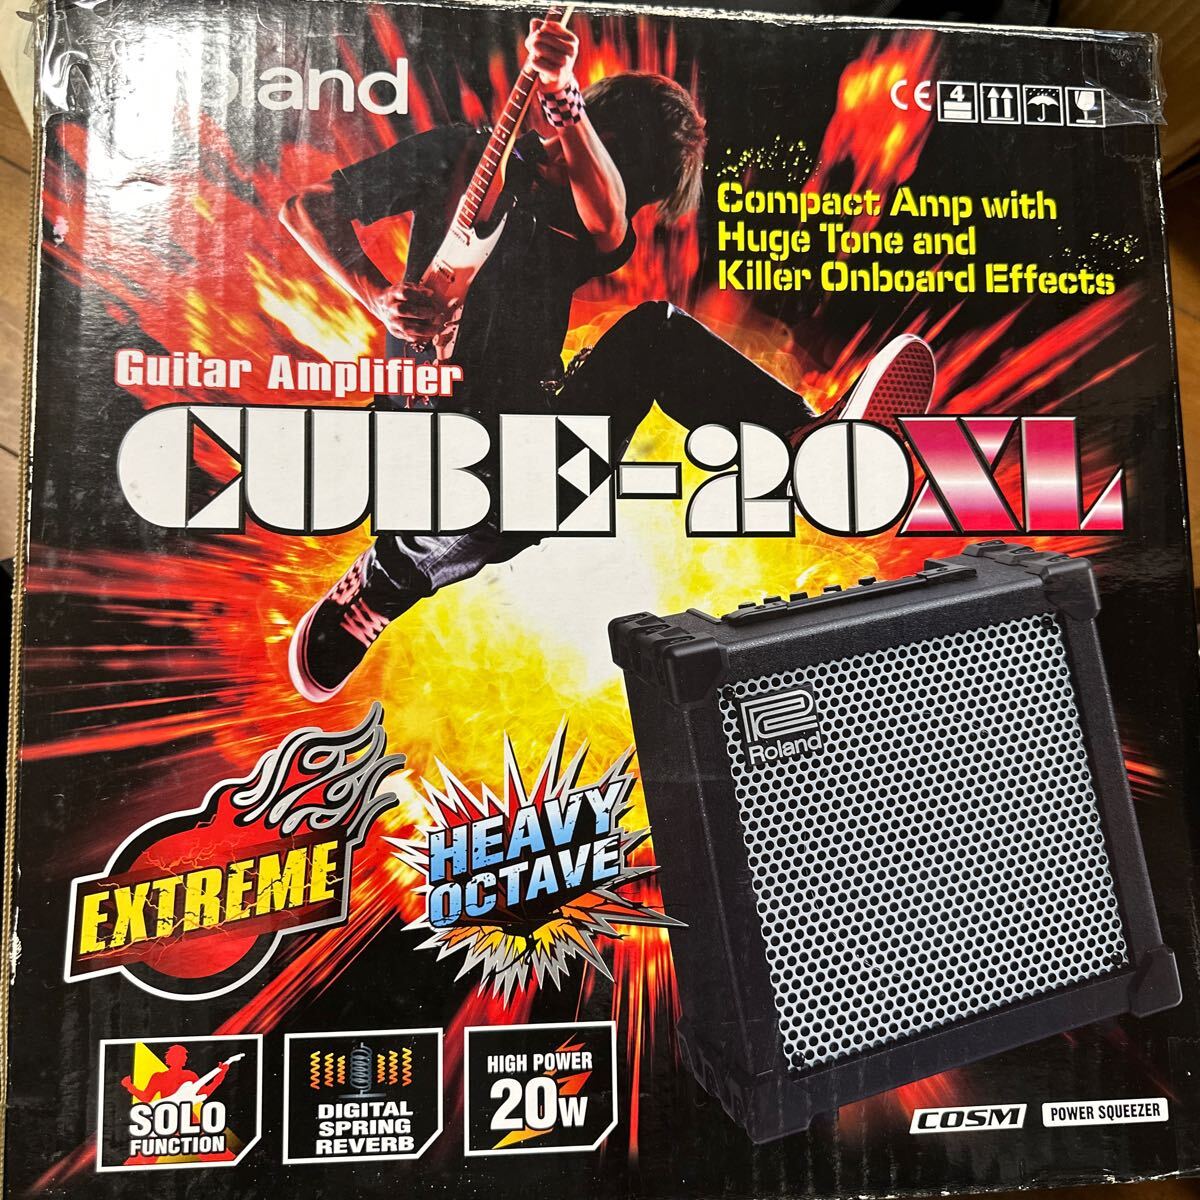 Roland
CE
4
Compact Amp with
Huge Tone and
Killer Onboard Effects
Guitar Amplifier
CUBE-20XL
Roland
EXTREME
HEAVY
OCTAVE
SOLO
FUNCTION
DIGITAL
SPRING
REVERB
HIGH POWER
20W
COSM
POWER SQUEEZER